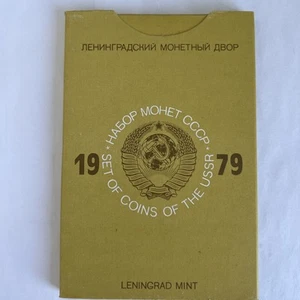 ЛЕНИНГРАДСКИЙ МОНЕТНЫЙ ДВОР
· НАБОР МОНЕТ СССР ·
19 79
SET OF COINS OF THE USSR
LENINGRAD MINT